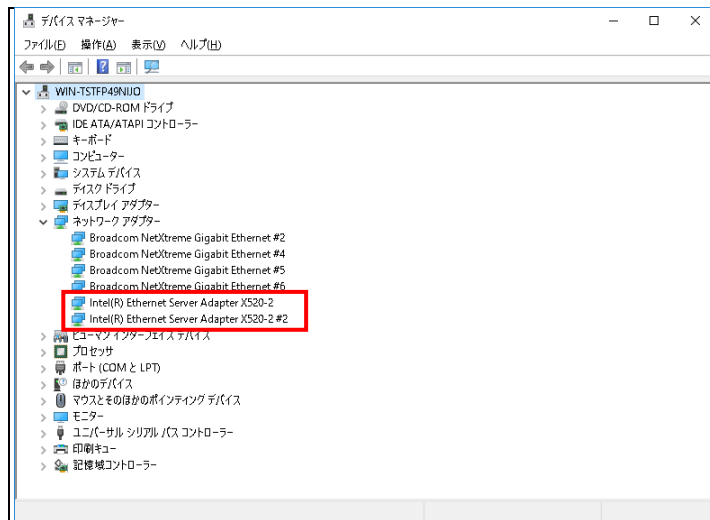 デバイス マネージャー
ファイル(F) 操作(A) 表示(V) ヘルプ(H)
WIN-TSTFP49NIJO
DVD/CD-ROM ドライブ
IDE ATA/ATAPI コントローラー
キーボード
コンピューター
システム デバイス
ディスク ドライブ
ディスプレイ アダプター
ネットワーク アダプター
Broadcom NetXtreme Gigabit Ethernet #2
Broadcom NetXtreme Gigabit Ethernet #4
Broadcom NetXtreme Gigabit Ethernet #5
Broadcom NetXtreme Gigabit Ethernet #6
Intel(R) Ethernet Server Adapter X520-2
Intel(R) Ethernet Server Adapter X520-2 #2
ヒューマン インターフェイス デバイス
プロセッサ
ポート (COM と LPT)
ほかのデバイス
マウスとそのほかのポインティング デバイス
モニター
ユニバーサル シリアル バス コントローラー
印刷キュー
記憶域コントローラー